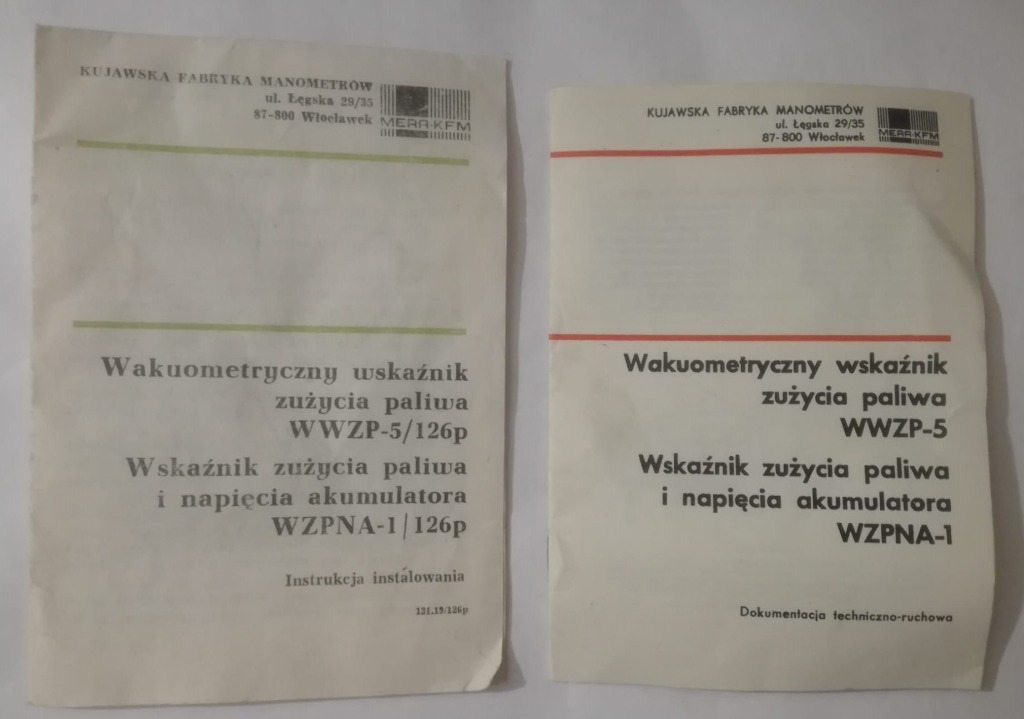 KUJAWSKA FABRYKA MANOMETRÓW
ul. Łęgska 29/35
87-800 Włocławek
MERA-KFM
Wakuometryczny wskaźnik
zużycia paliwa
WWZP-5/126p
Wskaźnik zużycia paliwa
i napięcia akumulatora
WZPNA-1/126p
Instrukcja instalowania
131.19/126p
KUJAWSKA FABRYKA MANOMETRÓW
ul. Łęgska 29/35
87-800 Włocławek
MERA-KFM
Wakuometryczny wskaźnik
zużycia paliwa
WWZP-5
Wskaźnik zużycia paliwa
i napięcia akumulatora
WZPNA-1
Dokumentacja techniczno-ruchowa